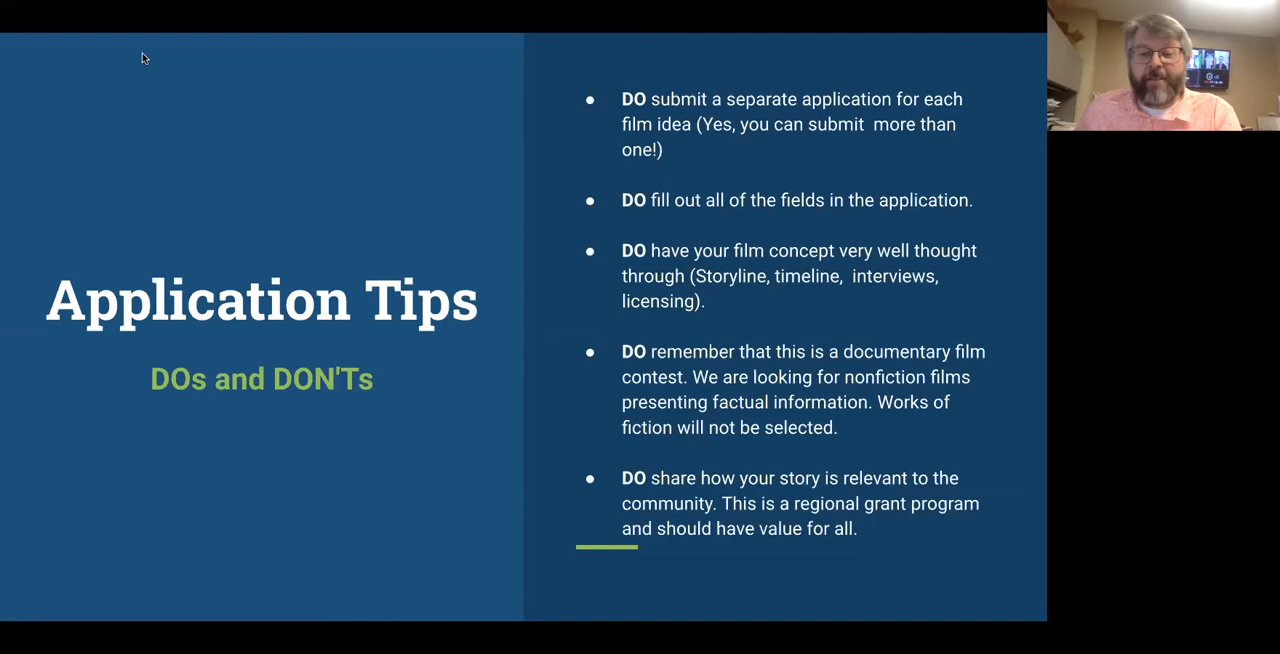 Application Tips
DOs and DON'Ts
● DO submit a separate application for each
film idea (Yes, you can submit  more than
one!)
● DO fill out all of the fields in the application.
● DO have your film concept very well thought
through (Storyline, timeline,  interviews,
licensing).
● DO remember that this is a documentary film
contest. We are looking for nonfiction films
presenting factual information. Works of
fiction will not be selected.
● DO share how your story is relevant to the
community. This is a regional grant program
and should have value for all.